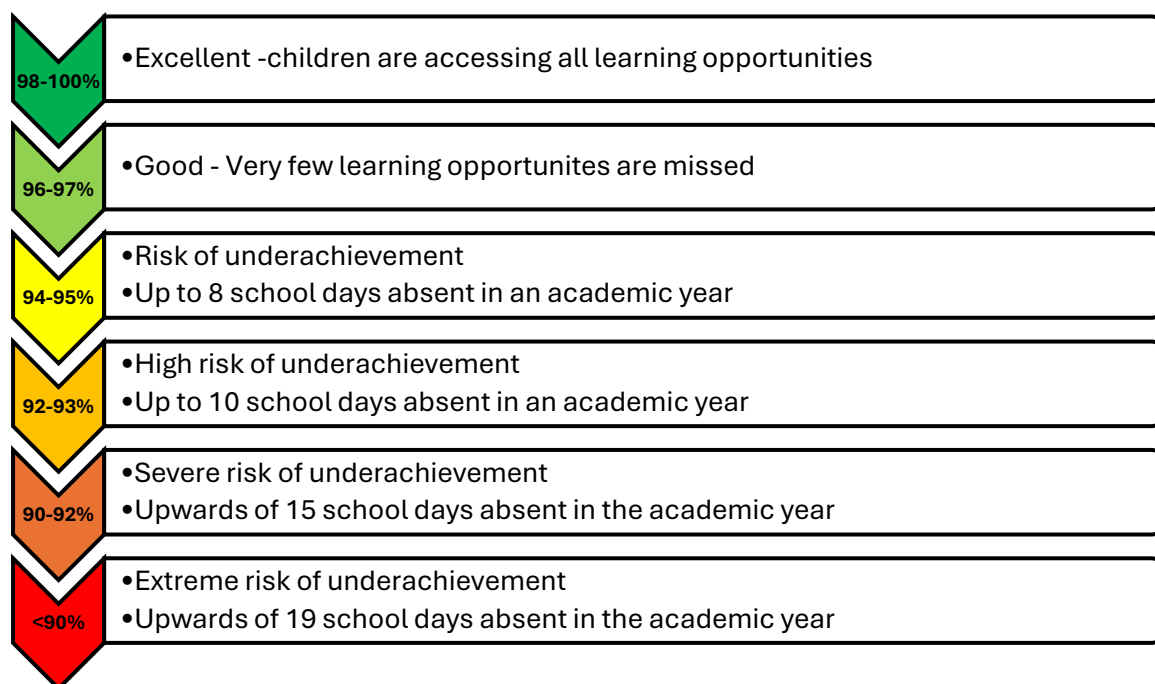 98-100%
•Excellent -children are accessing all learning opportunities
96-97%
•Good - Very few learning opportunites are missed
94-95%
•Risk of underachievement
•Up to 8 school days absent in an academic year
92-93%
•High risk of underachievement
•Up to 10 school days absent in an academic year
90-92%
•Severe risk of underachievement
•Upwards of 15 school days absent in the academic year
<90%
•Extreme risk of underachievement
•Upwards of 19 school days absent in the academic year